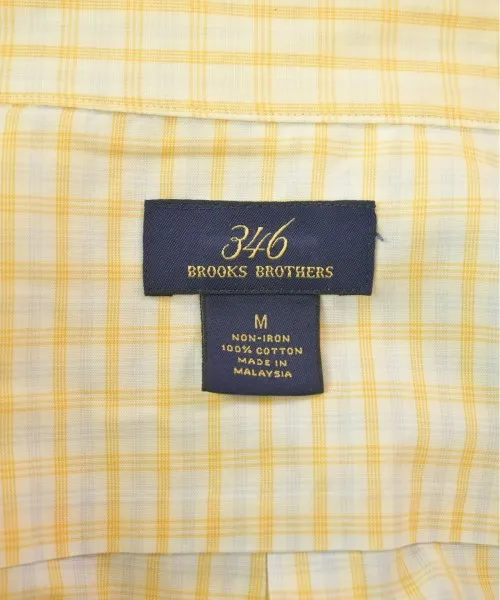 346
BROOKS BROTHERS
M
NON-IRON
100% COTTON
MADE IN
MALAYSIA